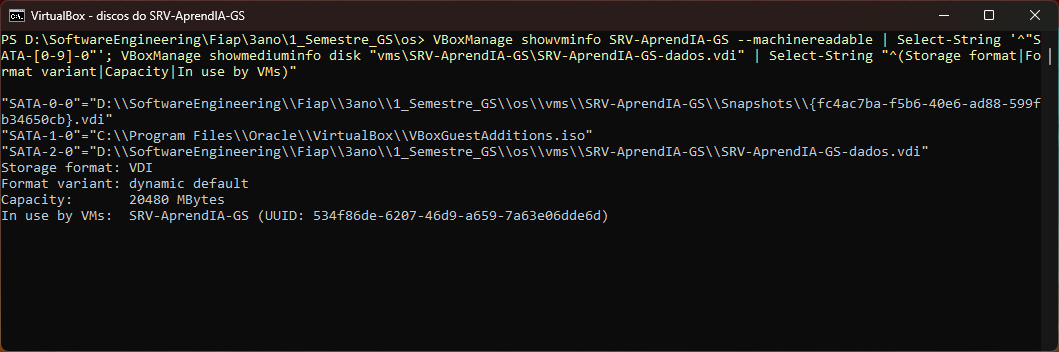 VirtualBox - discos do SRV-AprendIA-GS
PS D:\SoftwareEngineering\Fiap\3ano\1_Semestre_GS\os> VBoxManage showvminfo SRV-AprendIA-GS --machinereadable | Select-String '^"S
ATA-[0-9]-0"'; VBoxManage showmediuminfo disk "vms\SRV-AprendIA-GS\SRV-AprendIA-GS-dados.vdi" | Select-String "^(Storage format|Fo
rmat variant|Capacity|In use by VMs)"
"SATA-0-0"="D:\\SoftwareEngineering\\Fiap\\3ano\\1_Semestre_GS\\os\\vms\\SRV-AprendIA-GS\\Snapshots\\{fc4ac7ba-f5b6-40e6-ad88-599f
b34650cb}.vdi"
"SATA-1-0"="C:\\Program Files\\Oracle\\VirtualBox\\VBoxGuestAdditions.iso"
"SATA-2-0"="D:\\SoftwareEngineering\\Fiap\\3ano\\1_Semestre_GS\\os\\vms\\SRV-AprendIA-GS\\SRV-AprendIA-GS-dados.vdi"
Storage format: VDI
Format variant: dynamic default
Capacity:       20480 MBytes
In use by VMs:  SRV-AprendIA-GS (UUID: 534f86de-6207-46d9-a659-7a63e06dde6d)